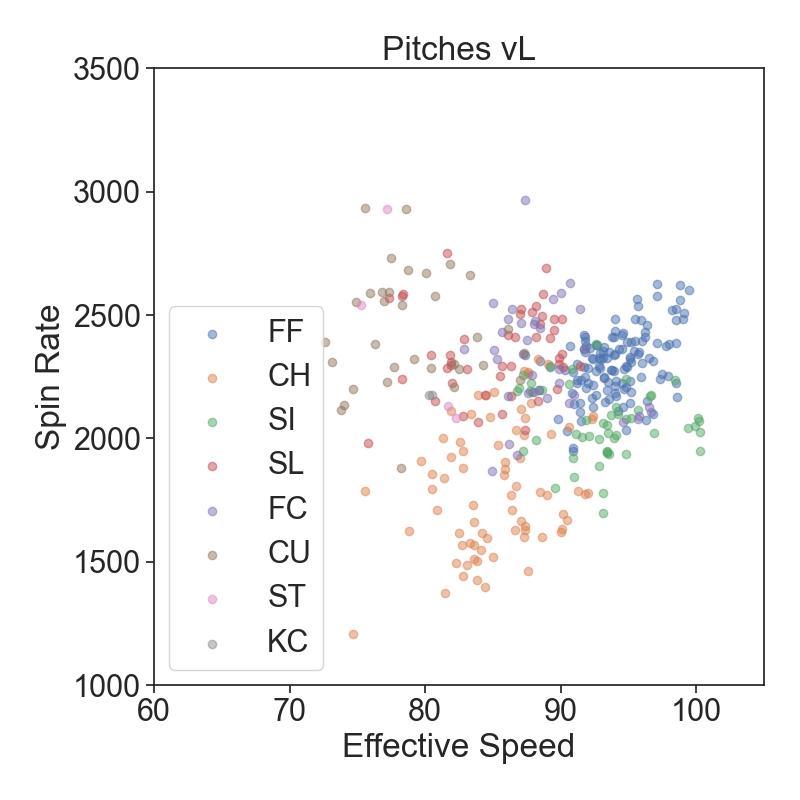 Pitches vL
3500
3000
2500
2000
1500
1000
Spin Rate
FF
CH
SI
SL
FC
CU
ST
KC
60 70 80 90 100
Effective Speed